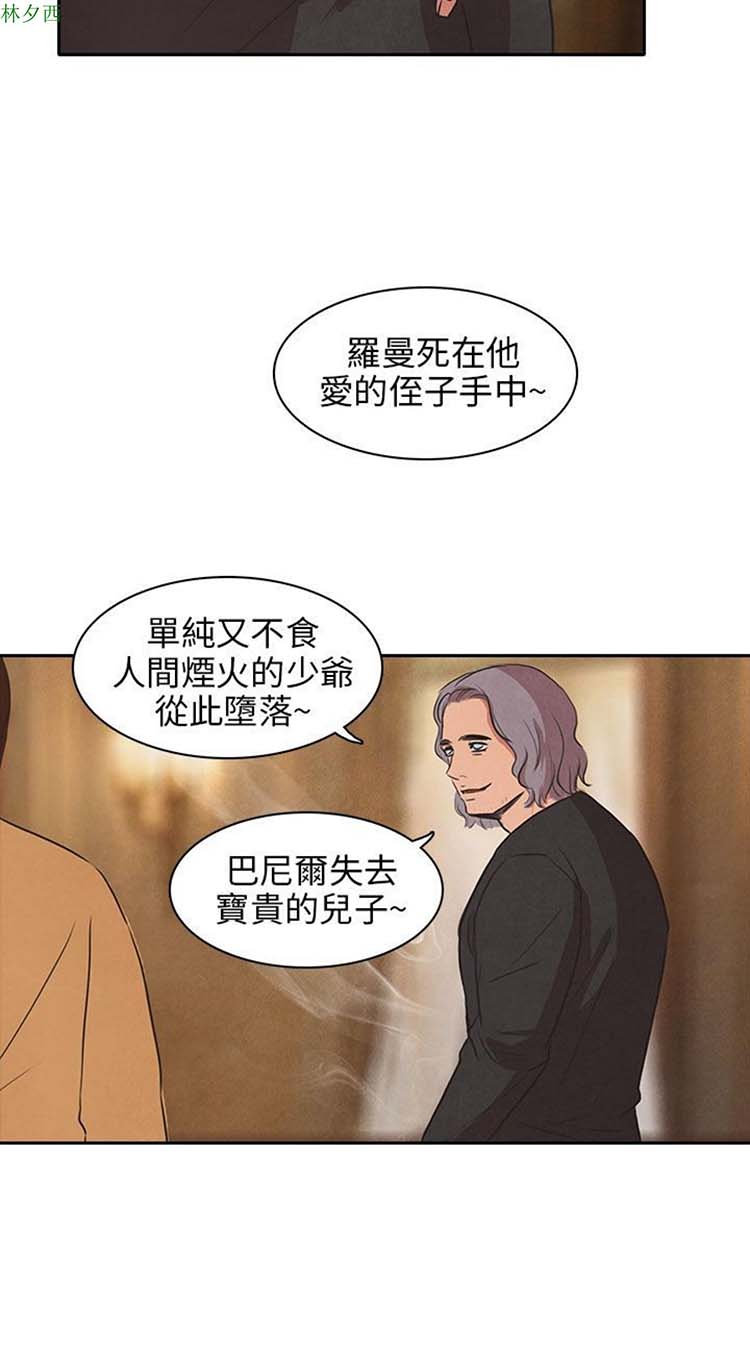 林夕西
羅曼死在他
愛的侄子手中~
單純又不食
人間煙火的少爺
從此墮落~
巴尼爾失去
寶貴的兒子~